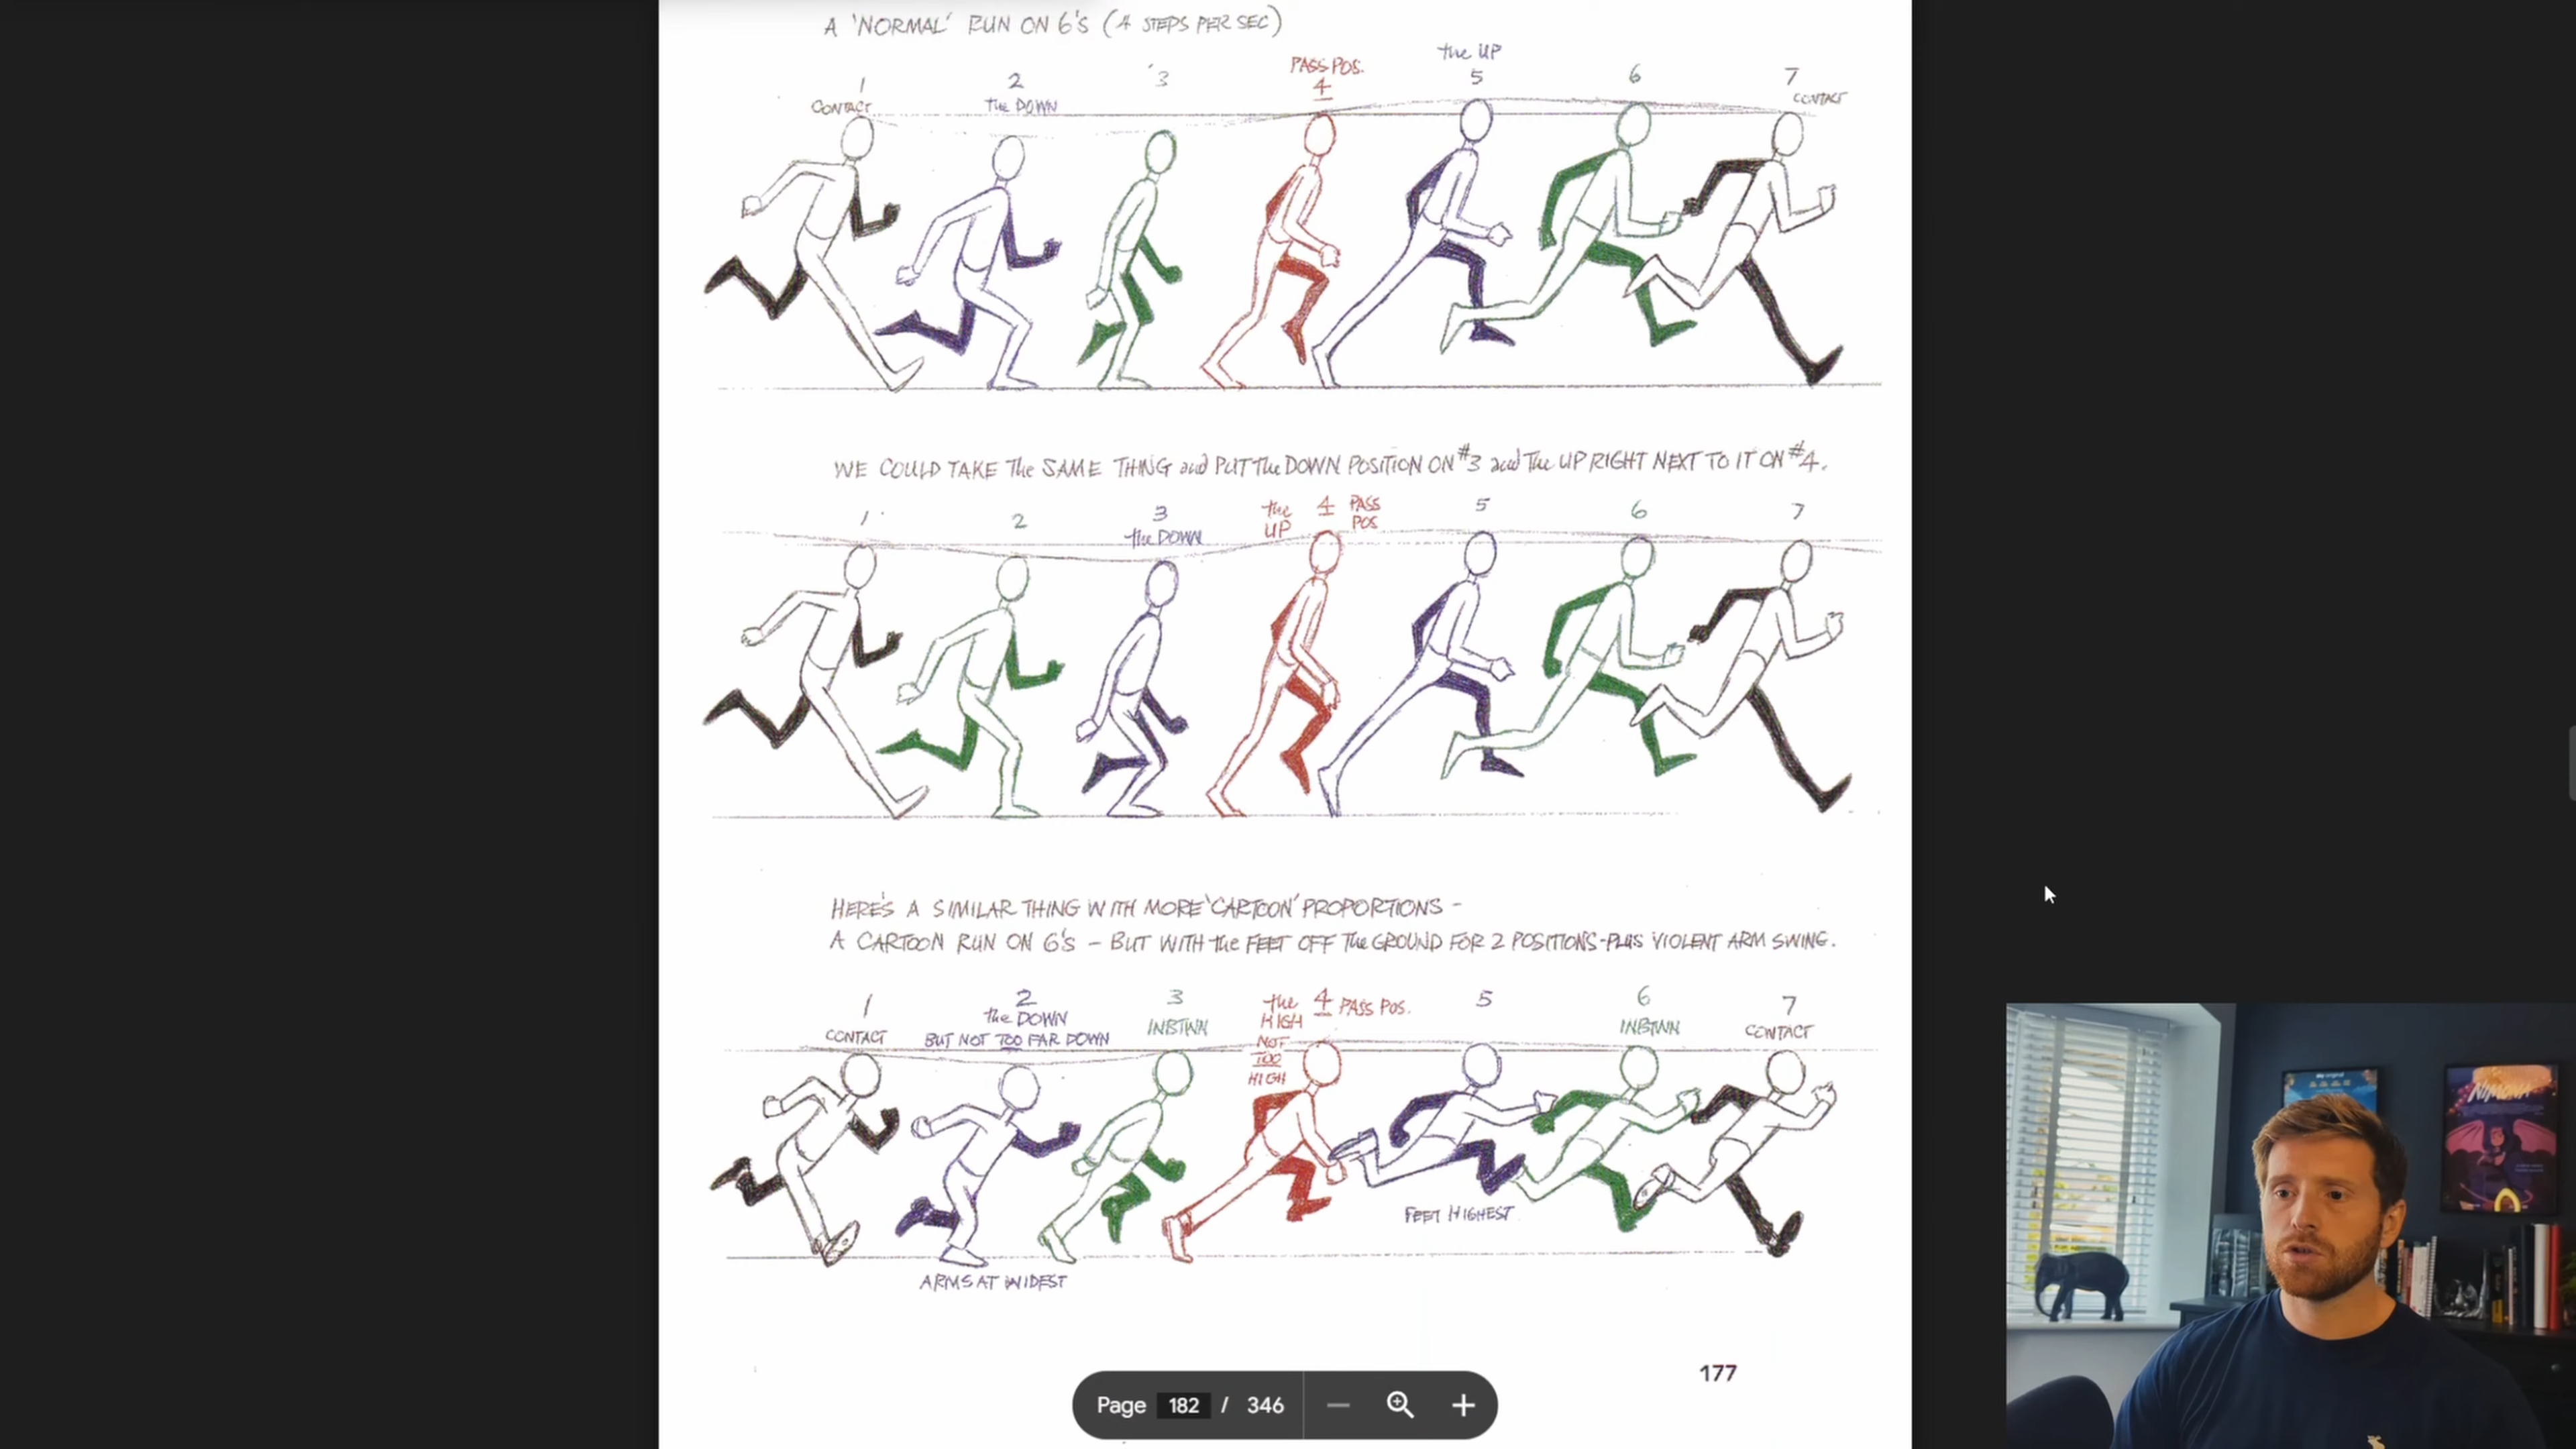 A 'NORMAL' RUN ON 6'S (4 STEPS PER SEC)
the UP
PASS POS.
1 2 3 4 5 6 7
CONTACT the DOWN CONTACT
WE COULD TAKE The SAME THING and PUT The DOWN POSITION ON #3 and The UP RIGHT NEXT TO IT ON #4.
1 2 3 the UP 4 PASS POS 5 6 7
the DOWN
HERE'S A SIMILAR THING WITH MORE 'CARTOON' PROPORTIONS -
A CARTOON RUN ON 6'S - BUT WITH the FEET OFF The GROUND FOR 2 POSITIONS-PLUS VIOLENT ARM SWING.
1 2 3 the 4 PASS POS. 5 6 7
CONTACT the DOWN INBTWN HIGH INBTWN CONTACT
BUT NOT TOO FAR DOWN NOT
TOO
HIGH
FEET HIGHEST
ARMS AT WIDEST
177
Page 182 / 346
NIMONA